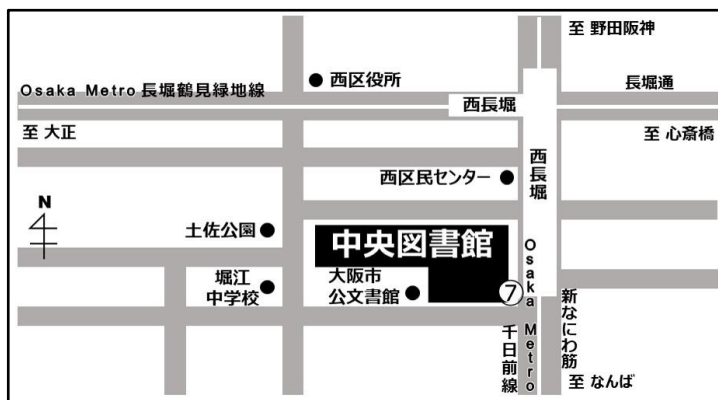 至 野田阪神
西区役所
Osaka Metro 長堀鶴見緑地線
西長堀
長堀通
至 大正
至 心斎橋
西区民センター
西長堀
N
土佐公園
中央図書館
堀江
中学校
大阪市
公文書館
7
Osaka Metro
千日前線
新なにわ筋
至 なんば